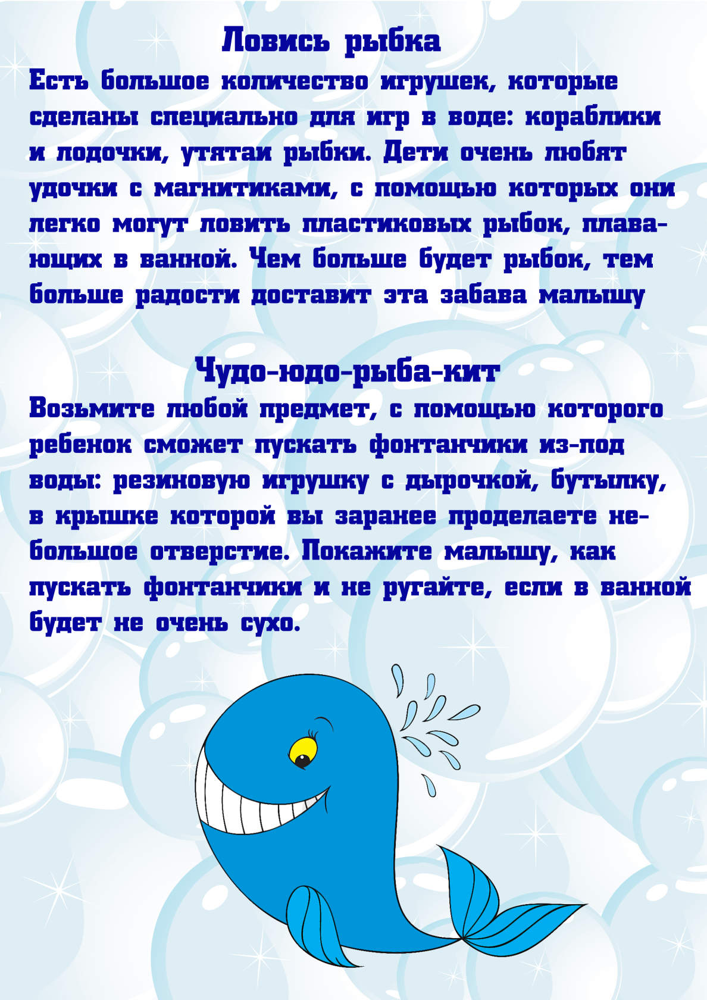 Ловись рыбка
Есть большое количество игрушек, которые
сделаны специально для игр в воде: кораблики
и лодочки, утятаи рыбки. Дети очень любят
удочки с магнитиками, с помощью которых они
легко могут ловить пластиковых рыбок, плава-
ющих в ванной. Чем больше будет рыбок, тем
больше радости доставит эта забава малышу
Чудо-юдо-рыба-кит
Возьмите любой предмет, с помощью которого
ребенок сможет пускать фонтанчики из-под
воды: резиновую игрушку с дырочкой, бутылку,
в крышке которой вы заранее проделаете не-
большое отверстие. Покажите малышу, как
пускать фонтанчики и не ругайте, если в ванной
будет не очень сухо.